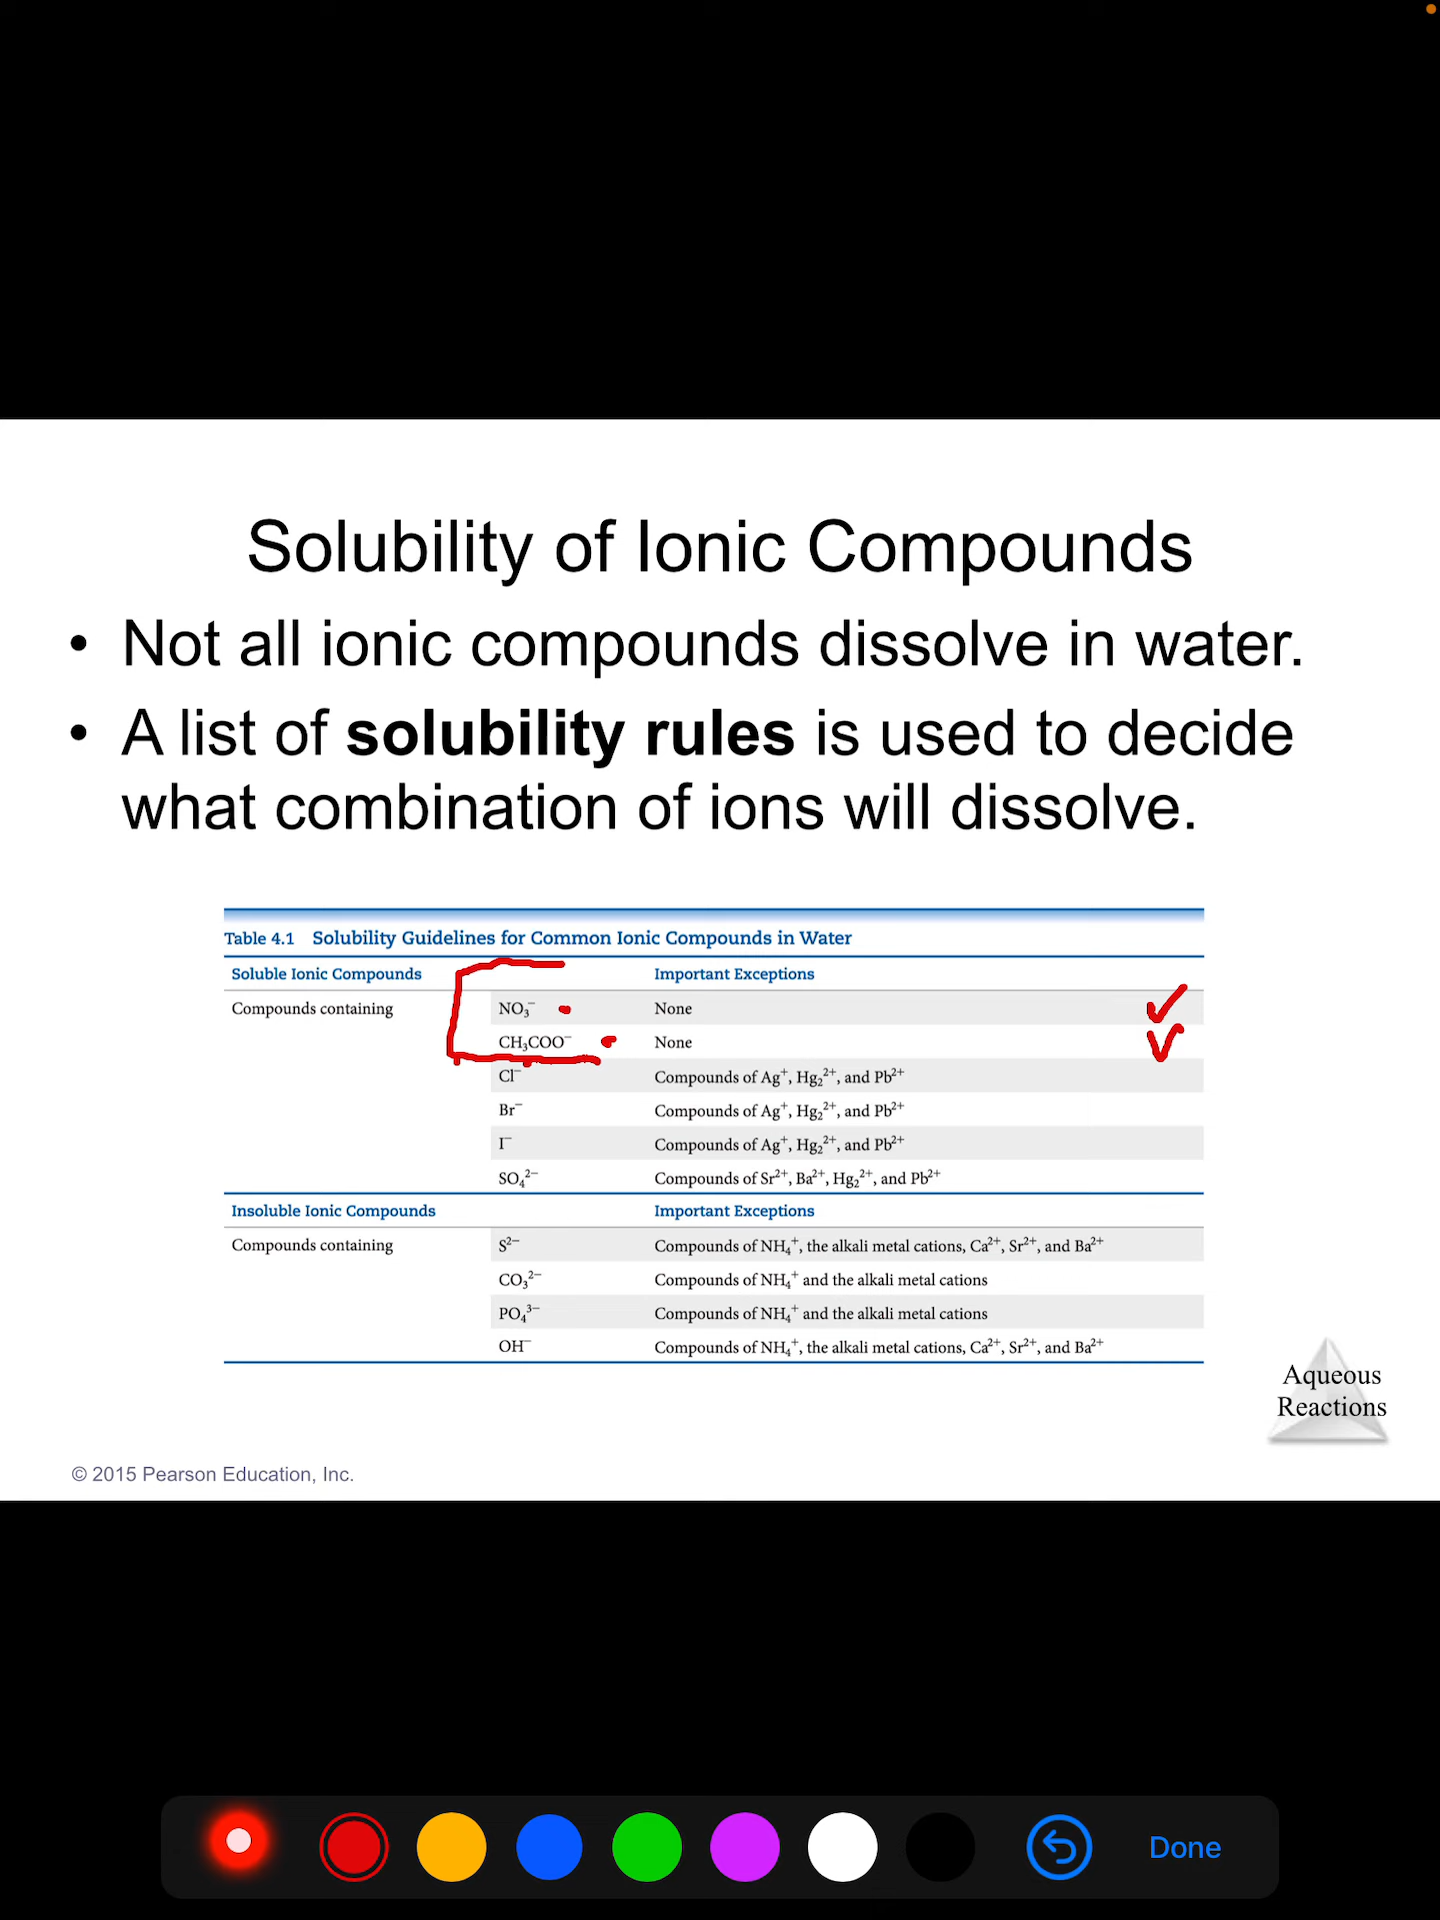 Solubility of Ionic Compounds
• Not all ionic compounds dissolve in water.
• A list of solubility rules is used to decide
what combination of ions will dissolve.
Table 4.1 Solubility Guidelines for Common Ionic Compounds in Water
Soluble Ionic Compounds Important Exceptions
Compounds containing NO₃⁻ None
CH₃COO⁻ None
Cl⁻ Compounds of Ag⁺, Hg₂²⁺, and Pb²⁺
Br⁻ Compounds of Ag⁺, Hg₂²⁺, and Pb²⁺
I⁻ Compounds of Ag⁺, Hg₂²⁺, and Pb²⁺
SO₄²⁻ Compounds of Sr²⁺, Ba²⁺, Hg₂²⁺, and Pb²⁺
Insoluble Ionic Compounds Important Exceptions
Compounds containing S²⁻ Compounds of NH₄⁺, the alkali metal cations, Ca²⁺, Sr²⁺, and Ba²⁺
CO₃²⁻ Compounds of NH₄⁺ and the alkali metal cations
PO₄³⁻ Compounds of NH₄⁺ and the alkali metal cations
OH⁻ Compounds of NH₄⁺, the alkali metal cations, Ca²⁺, Sr²⁺, and Ba²⁺
Aqueous
Reactions
© 2015 Pearson Education, Inc.
Done